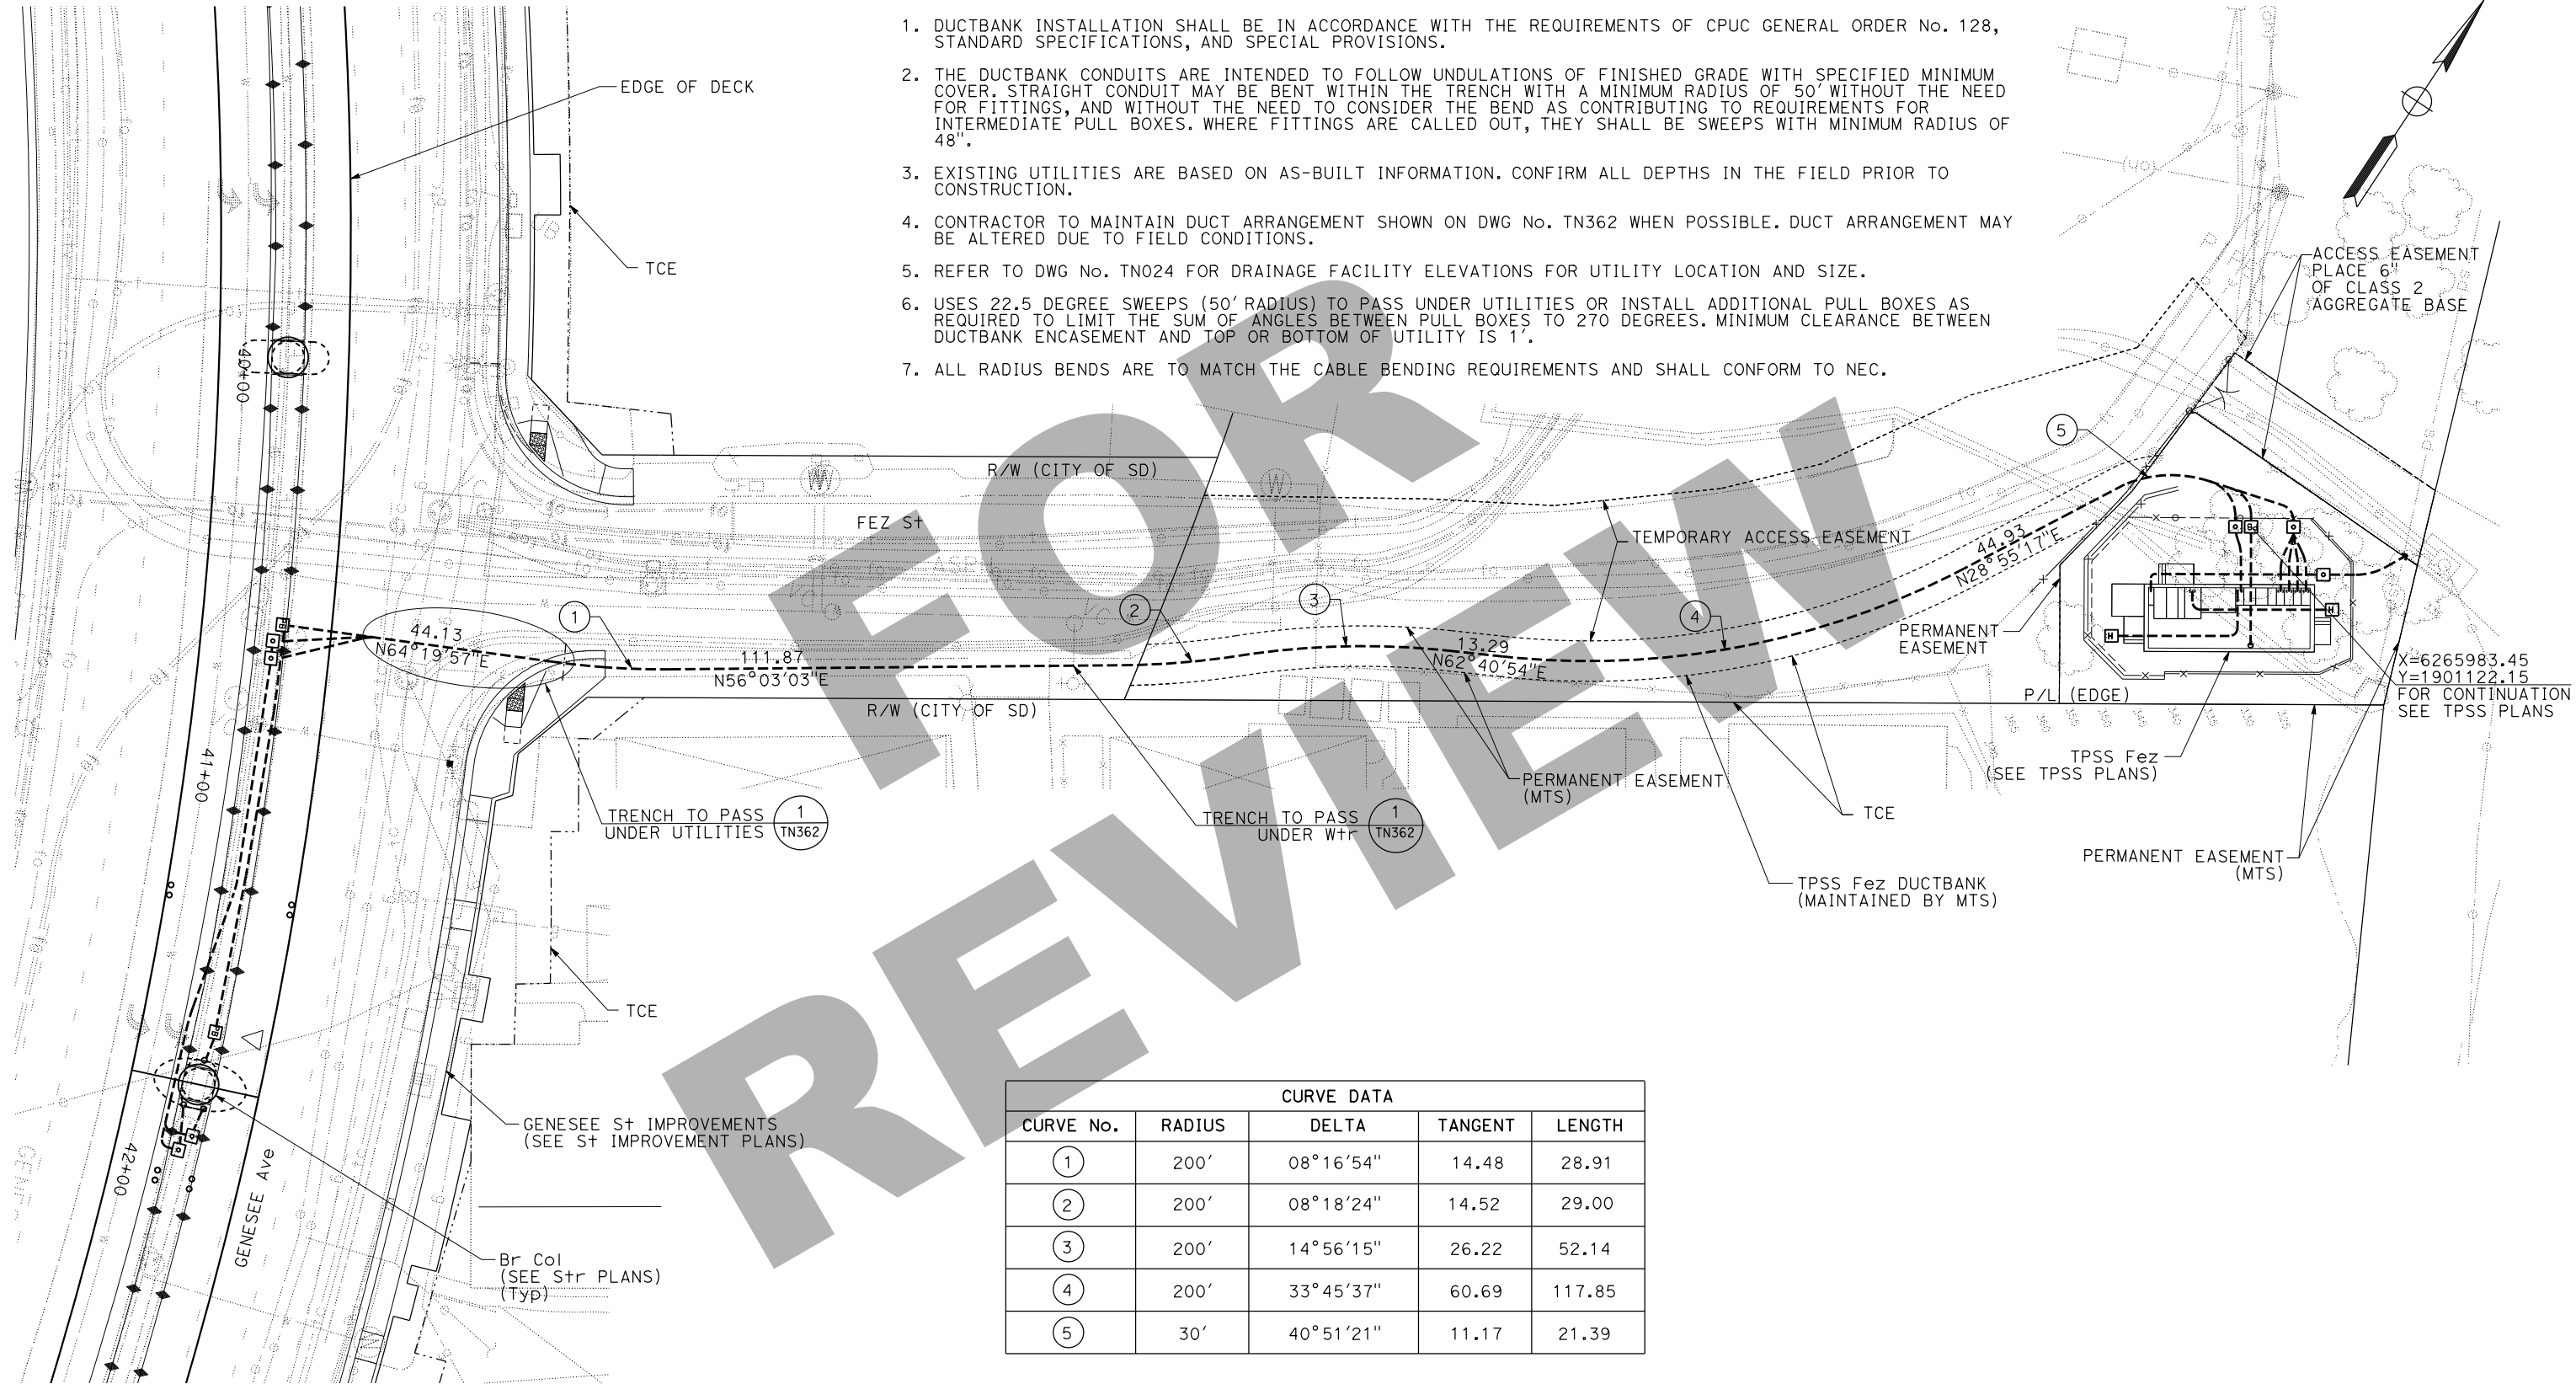 1. DUCTBANK INSTALLATION SHALL BE IN ACCORDANCE WITH THE REQUIREMENTS OF CPUC GENERAL ORDER No. 128,
STANDARD SPECIFICATIONS, AND SPECIAL PROVISIONS.
2. THE DUCTBANK CONDUITS ARE INTENDED TO FOLLOW UNDULATIONS OF FINISHED GRADE WITH SPECIFIED MINIMUM
COVER. STRAIGHT CONDUIT MAY BE BENT WITHIN THE TRENCH WITH A MINIMUM RADIUS OF 50' WITHOUT THE NEED
FOR FITTINGS, AND WITHOUT THE NEED TO CONSIDER THE BEND AS CONTRIBUTING TO REQUIREMENTS FOR
INTERMEDIATE PULL BOXES. WHERE FITTINGS ARE CALLED OUT, THEY SHALL BE SWEEPS WITH MINIMUM RADIUS OF
48".
3. EXISTING UTILITIES ARE BASED ON AS-BUILT INFORMATION. CONFIRM ALL DEPTHS IN THE FIELD PRIOR TO
CONSTRUCTION.
4. CONTRACTOR TO MAINTAIN DUCT ARRANGEMENT SHOWN ON DWG No. TN362 WHEN POSSIBLE. DUCT ARRANGEMENT MAY
BE ALTERED DUE TO FIELD CONDITIONS.
5. REFER TO DWG No. TN024 FOR DRAINAGE FACILITY ELEVATIONS FOR UTILITY LOCATION AND SIZE.
6. USES 22.5 DEGREE SWEEPS (50' RADIUS) TO PASS UNDER UTILITIES OR INSTALL ADDITIONAL PULL BOXES AS
REQUIRED TO LIMIT THE SUM OF ANGLES BETWEEN PULL BOXES TO 270 DEGREES. MINIMUM CLEARANCE BETWEEN
DUCTBANK ENCASEMENT AND TOP OR BOTTOM OF UTILITY IS 1'.
7. ALL RADIUS BENDS ARE TO MATCH THE CABLE BENDING REQUIREMENTS AND SHALL CONFORM TO NEC.
EDGE OF DECK
TCE
ACCESS EASEMENT
PLACE 6"
OF CLASS 2
AGGREGATE BASE
40+00
R/W (CITY OF SD)
FEZ St
5
TEMPORARY ACCESS EASEMENT
44.93
N28°55'17"E
1
2
3
4
44.13
N64°19'57"E
111.87
N56°03'03"E
13.29
N62°40'54"E
PERMANENT
EASEMENT
X=6265983.45
Y=1901122.15
FOR CONTINUATION
SEE TPSS PLANS
P/L (EDGE)
R/W (CITY OF SD)
41+00
TPSS Fez
(SEE TPSS PLANS)
PERMANENT EASEMENT
(MTS)
TRENCH TO PASS
UNDER UTILITIES
1
TN362
TRENCH TO PASS
UNDER Wtr
1
TN362
TCE
PERMANENT EASEMENT
(MTS)
TPSS Fez DUCTBANK
(MAINTAINED BY MTS)
TCE
GENESEE St IMPROVEMENTS
(SEE St IMPROVEMENT PLANS)
42+00
GENESEE Ave
Br Col
(SEE Str PLANS)
(Typ)
FOR
REVIEW
CURVE DATA
CURVE No. RADIUS DELTA TANGENT LENGTH
1 200' 08°16'54" 14.48 28.91
2 200' 08°18'24" 14.52 29.00
3 200' 14°56'15" 26.22 52.14
4 200' 33°45'37" 60.69 117.85
5 30' 40°51'21" 11.17 21.39